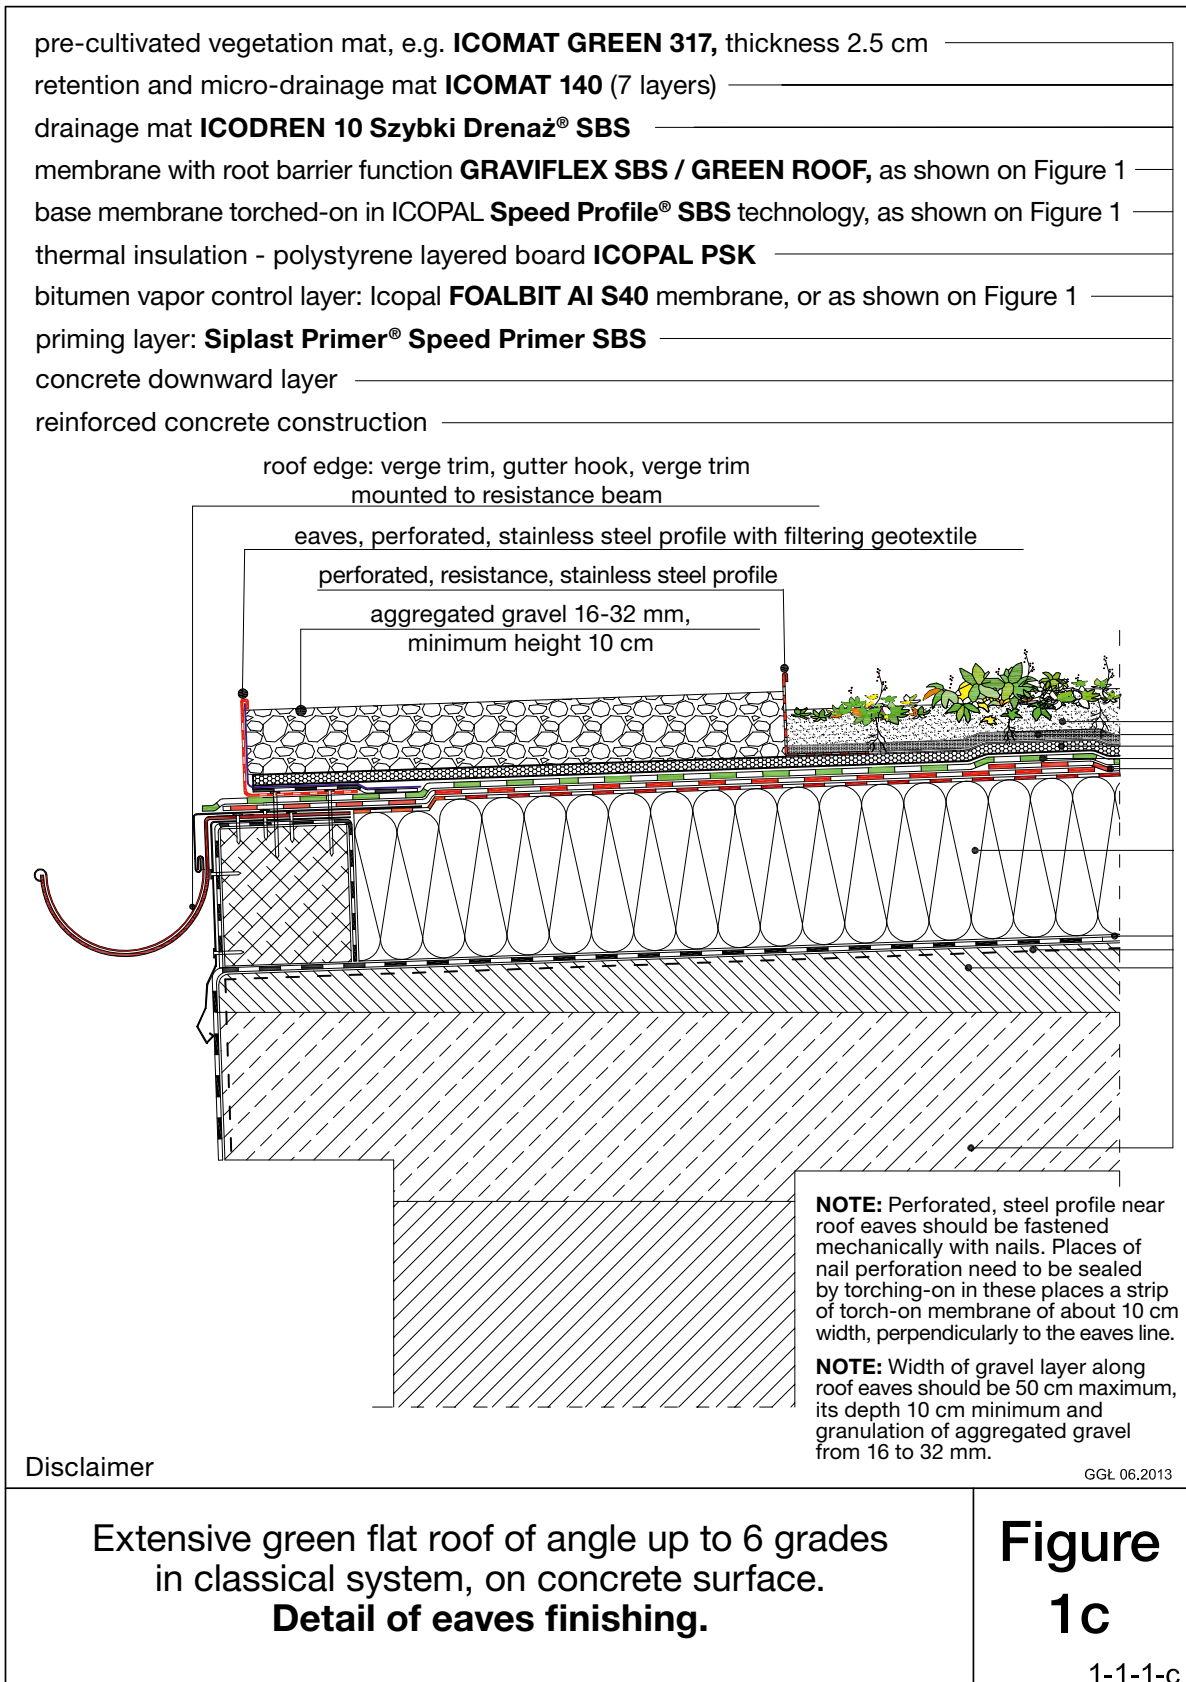 pre-cultivated vegetation mat, e.g. ICOMAT GREEN 317, thickness 2.5 cm
retention and micro-drainage mat ICOMAT 140 (7 layers)
drainage mat ICODREN 10 Szybki Drenaż® SBS
membrane with root barrier function GRAVIFLEX SBS / GREEN ROOF, as shown on Figure 1
base membrane torched-on in ICOPAL Speed Profile® SBS technology, as shown on Figure 1
thermal insulation - polystyrene layered board ICOPAL PSK
bitumen vapor control layer: Icopal FOALBIT AI S40 membrane, or as shown on Figure 1
priming layer: Siplast Primer® Speed Primer SBS
concrete downward layer
reinforced concrete construction
roof edge: verge trim, gutter hook, verge trim
mounted to resistance beam
eaves, perforated, stainless steel profile with filtering geotextile
perforated, resistance, stainless steel profile
aggregated gravel 16-32 mm,
minimum height 10 cm
NOTE: Perforated, steel profile near
roof eaves should be fastened
mechanically with nails. Places of
nail perforation need to be sealed
by torching-on in these places a strip
of torch-on membrane of about 10 cm
width, perpendicularly to the eaves line.
NOTE: Width of gravel layer along
roof eaves should be 50 cm maximum,
its depth 10 cm minimum and
granulation of aggregated gravel
from 16 to 32 mm.
Disclaimer
GGŁ 06.2013
Extensive green flat roof of angle up to 6 grades
in classical system, on concrete surface.
Detail of eaves finishing.
Figure
1c
1-1-1-c